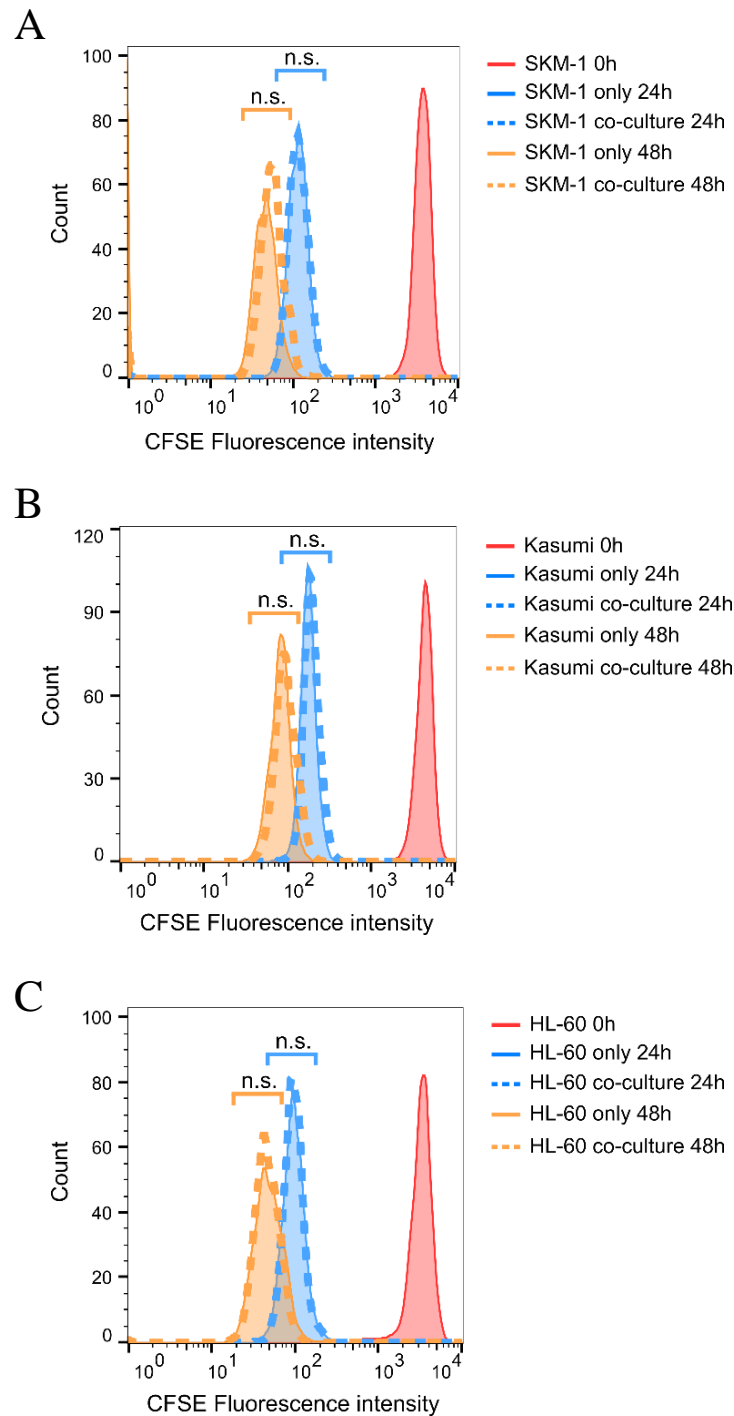 A
n.s.
n.s.
100
80
60
40
20
0
Count
10^0 10^1 10^2 10^3 10^4
CFSE Fluorescence intensity
SKM-1 0h
SKM-1 only 24h
SKM-1 co-culture 24h
SKM-1 only 48h
SKM-1 co-culture 48h
B
n.s.
n.s.
120
90
60
30
0
Count
10^0 10^1 10^2 10^3 10^4
CFSE Fluorescence intensity
Kasumi 0h
Kasumi only 24h
Kasumi co-culture 24h
Kasumi only 48h
Kasumi co-culture 48h
C
n.s.
n.s.
100
80
60
40
20
0
Count
10^0 10^1 10^2 10^3 10^4
CFSE Fluorescence intensity
HL-60 0h
HL-60 only 24h
HL-60 co-culture 24h
HL-60 only 48h
HL-60 co-culture 48h